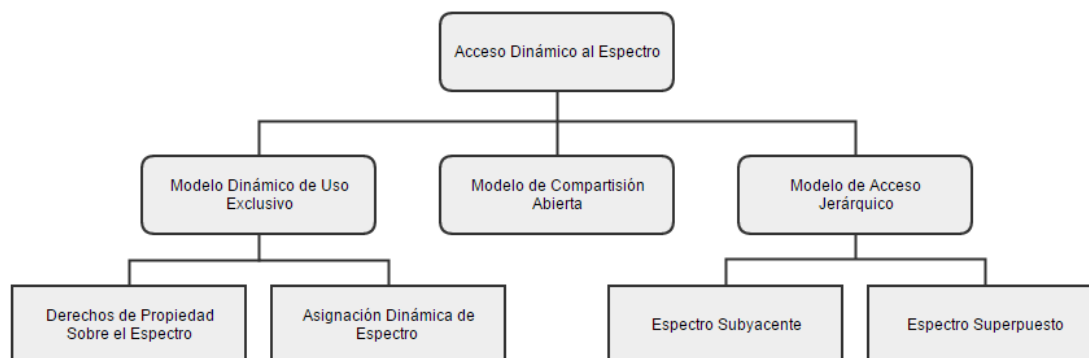 Acceso Dinámico al Espectro
Modelo Dinámico de Uso
Exclusivo
Modelo de Compartisión
Abierta
Modelo de Acceso
Jerárquico
Derechos de Propiedad
Sobre el Espectro
Asignación Dinámica de
Espectro
Espectro Subyacente
Espectro Superpuesto